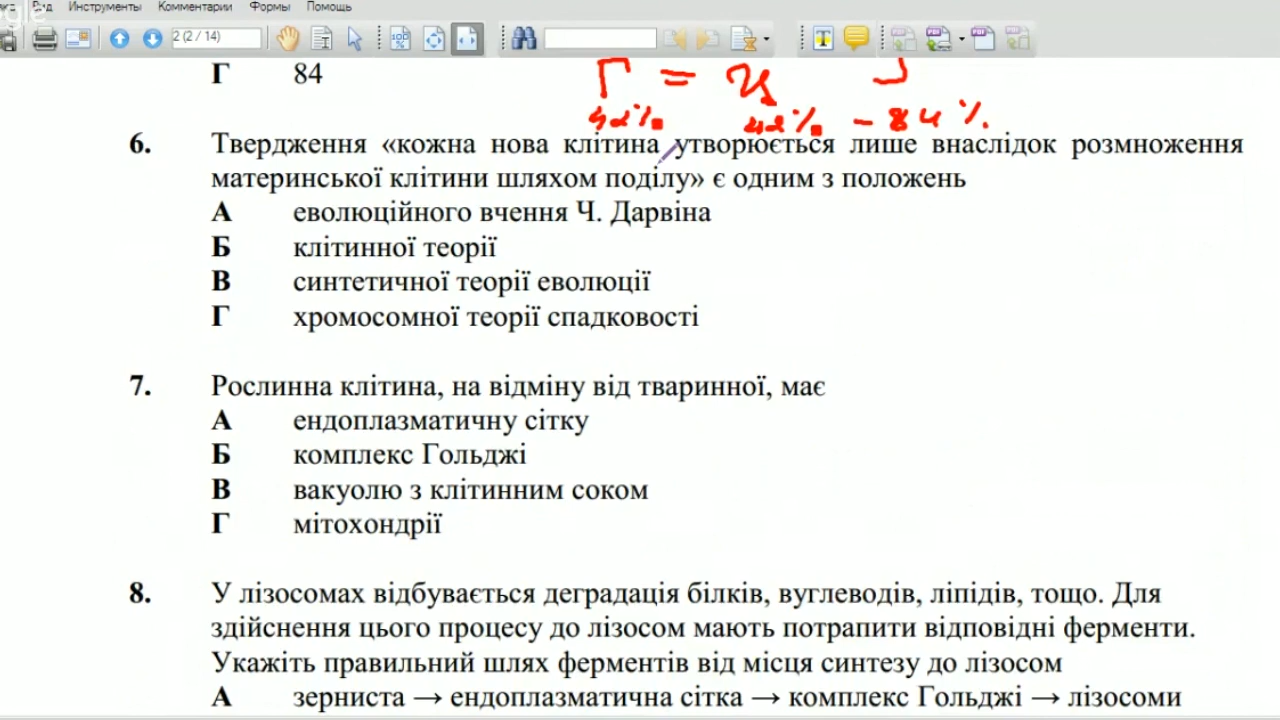 Вид Инструменты Комментарии Формы Помощь
2 (2 / 14)
Г 84
Г = Ц
42%. 42%. - 84%.
6. Твердження «кожна нова клітина утворюється лише внаслідок розмноження
материнської клітини шляхом поділу» є одним з положень
А еволюційного вчення Ч. Дарвіна
Б клітинної теорії
В синтетичної теорії еволюції
Г хромосомної теорії спадковості
7. Рослинна клітина, на відміну від тваринної, має
А ендоплазматичну сітку
Б комплекс Гольджі
В вакуолю з клітинним соком
Г мітохондрії
8. У лізосомах відбувається деградація білків, вуглеводів, ліпідів, тощо. Для
здійснення цього процесу до лізосом мають потрапити відповідні ферменти.
Укажіть правильний шлях ферментів від місця синтезу до лізосом
А зерниста → ендоплазматична сітка → комплекс Гольджі → лізосоми